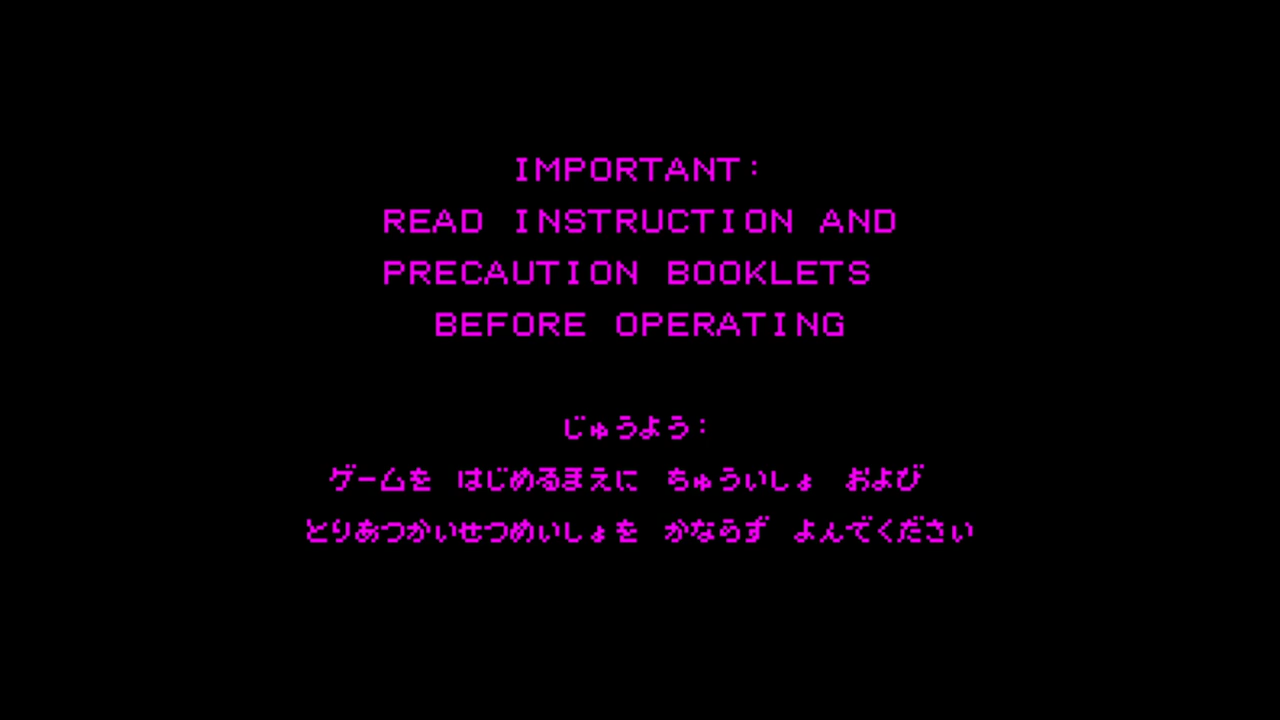 IMPORTANT:
READ INSTRUCTION AND
PRECAUTION BOOKLETS
BEFORE OPERATING
じゅうよう:
ゲームを はじめるまえに ちゅういしょ および
とりあつかいせつめいしょを かならず よんでください